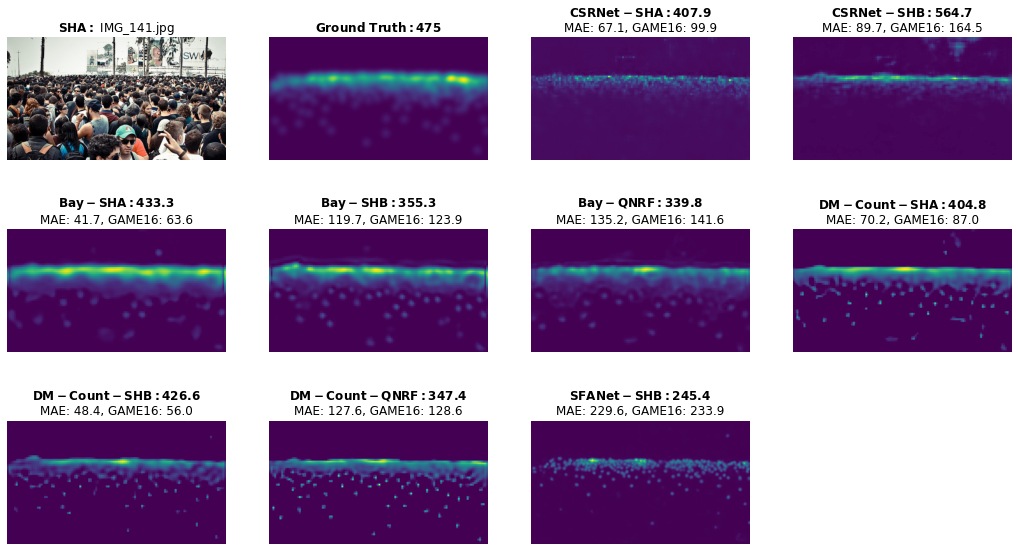 SHA: IMG_141.jpg
Ground Truth: 475
CSRNet − SHA: 407.9
MAE: 67.1, GAME16: 99.9
CSRNet − SHB: 564.7
MAE: 89.7, GAME16: 164.5
SW
Bay − SHA: 433.3
MAE: 41.7, GAME16: 63.6
Bay − SHB: 355.3
MAE: 119.7, GAME16: 123.9
Bay − QNRF: 339.8
MAE: 135.2, GAME16: 141.6
DM − Count − SHA: 404.8
MAE: 70.2, GAME16: 87.0
DM − Count − SHB: 426.6
MAE: 48.4, GAME16: 56.0
DM − Count − QNRF: 347.4
MAE: 127.6, GAME16: 128.6
SFANet − SHB: 245.4
MAE: 229.6, GAME16: 233.9